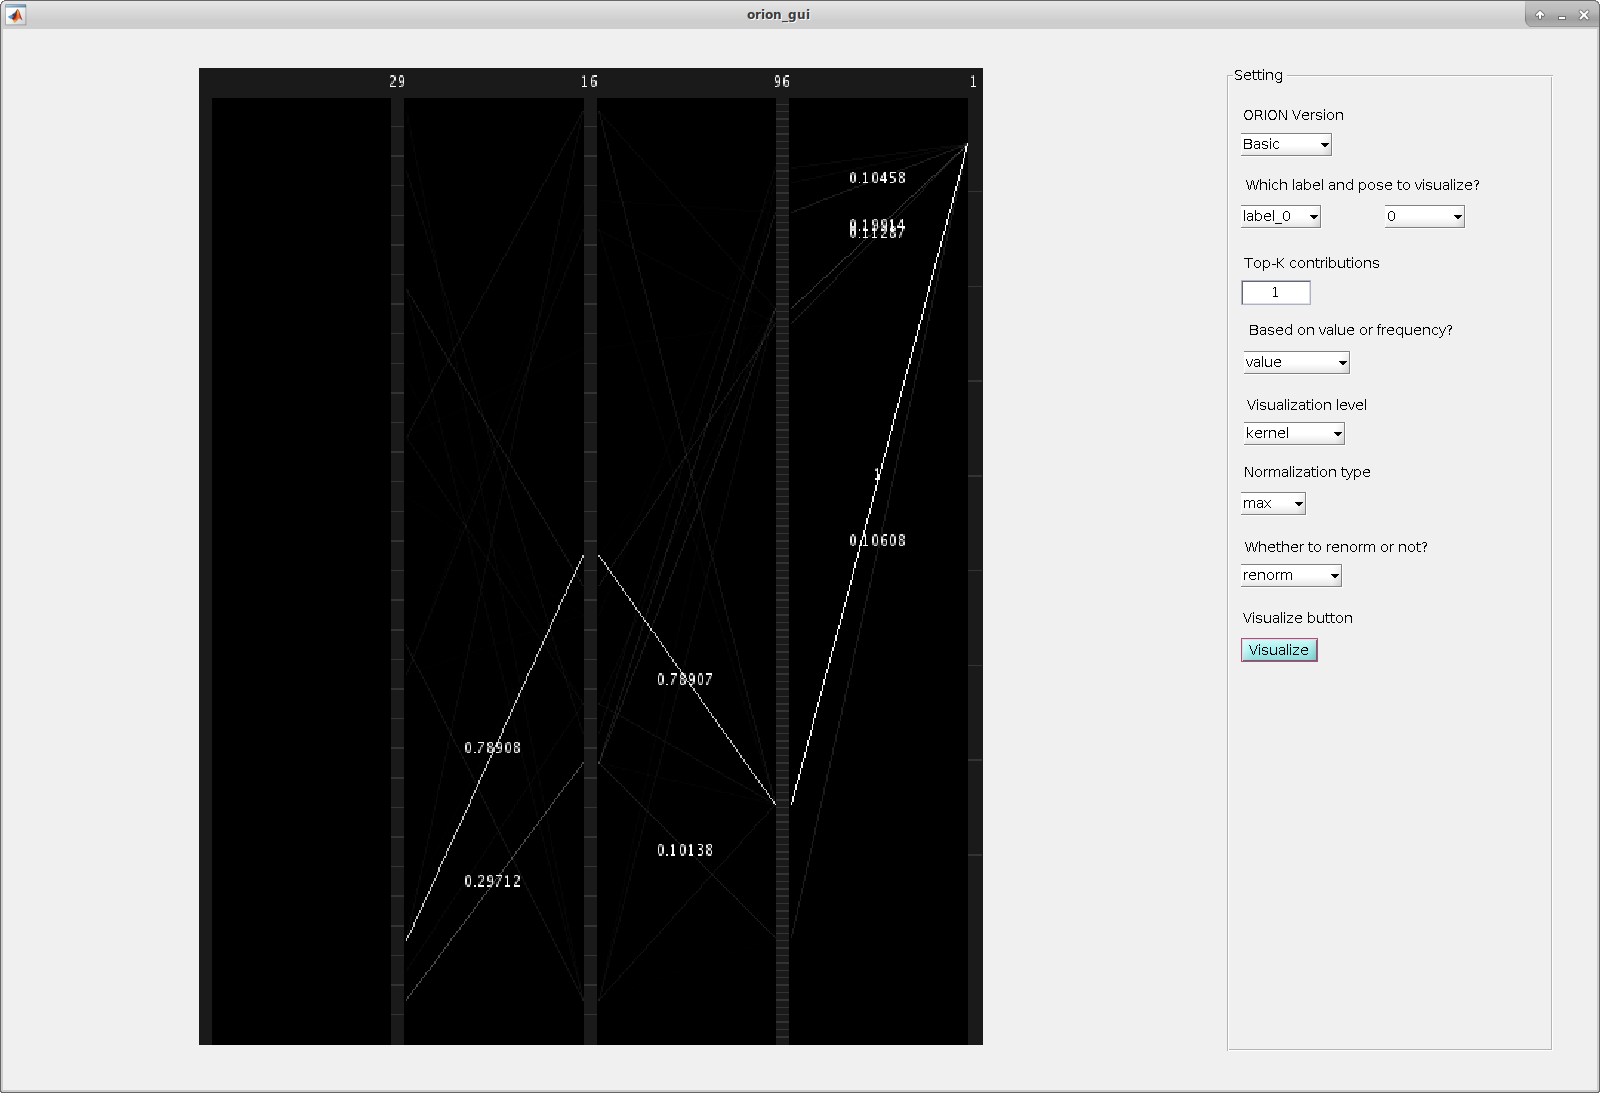 orion_gui
29 16 96 1
Setting
ORION Version
Basic
Which label and pose to visualize?
label_0 0
Top-K contributions
1
Based on value or frequency?
value
Visualization level
kernel
Normalization type
max
Whether to renorm or not?
renorm
Visualize button
Visualize
0.10458
0.19914
0.11287
1
0.10608
0.78907
0.78908
0.10138
0.29712